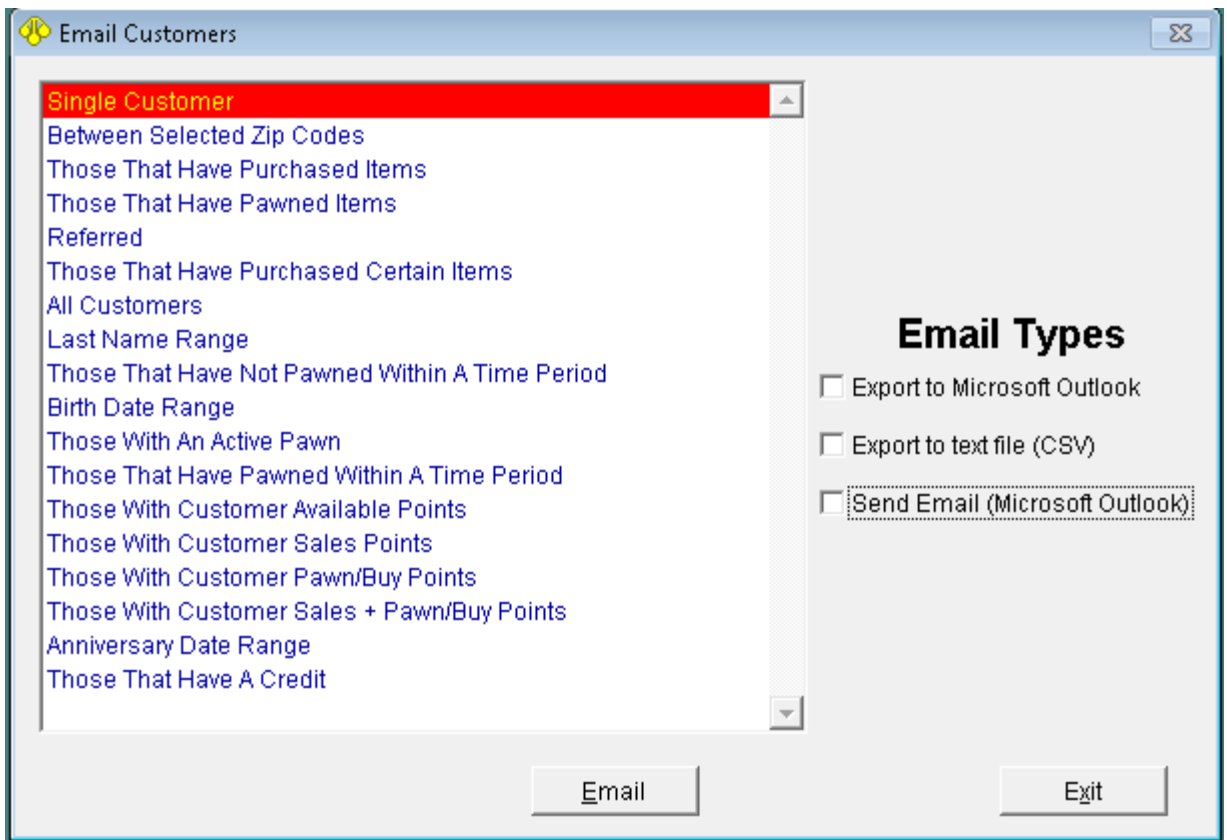 Email Customers
Single Customer
Between Selected Zip Codes
Those That Have Purchased Items
Those That Have Pawned Items
Referred
Those That Have Purchased Certain Items
All Customers
Last Name Range
Those That Have Not Pawned Within A Time Period
Birth Date Range
Those With An Active Pawn
Those That Have Pawned Within A Time Period
Those With Customer Available Points
Those With Customer Sales Points
Those With Customer Pawn/Buy Points
Those With Customer Sales + Pawn/Buy Points
Anniversary Date Range
Those That Have A Credit
Email Types
Export to Microsoft Outlook
Export to text file (CSV)
Send Email (Microsoft Outlook)
Email
Exit